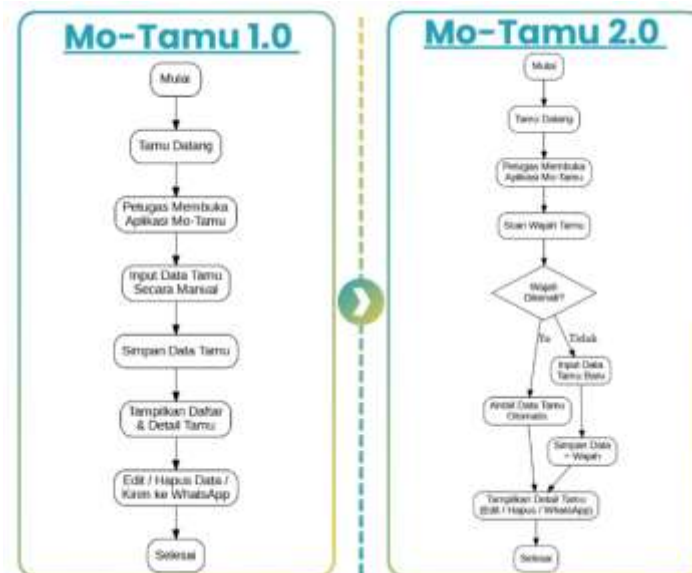 Mo-Tamu 1.0
Mulai
Tamu Datang
Petugas Membuka
Aplikasi Mo-Tamu
Input Data Tamu
Secara Manual
Simpan Data Tamu
Tampilkan Daftar
& Detail Tamu
Edit / Hapus Data /
Kirim ke WhatsApp
Selesai
Mo-Tamu 2.0
Mulai
Tamu Datang
Petugas Membuka
Aplikasi Mo-Tamu
Scan Wajah Tamu
Wajah
Dikenali?
Ya
Tidak
Input Data
Tamu Baru
Ambil Data Tamu
Otomatis
Simpan Data
+ Wajah
Tampilkan Detail Tamu
(Edit / Hapus / WhatsApp)
Selesai